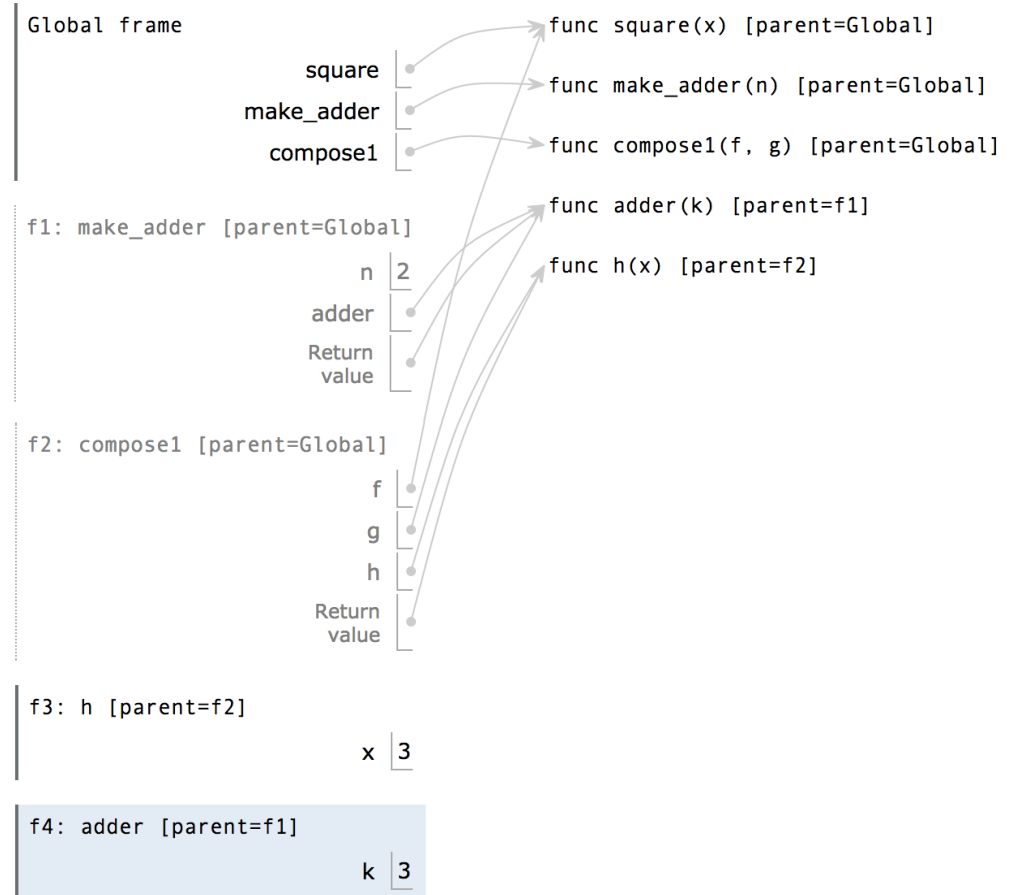 Global frame
func square(x) [parent=Global]
square
func make_adder(n) [parent=Global]
make_adder
func compose1(f, g) [parent=Global]
compose1
func adder(k) [parent=f1]
f1: make_adder [parent=Global]
func h(x) [parent=f2]
n 2
adder
Return
value
f2: compose1 [parent=Global]
f
g
h
Return
value
f3: h [parent=f2]
x 3
f4: adder [parent=f1]
k 3